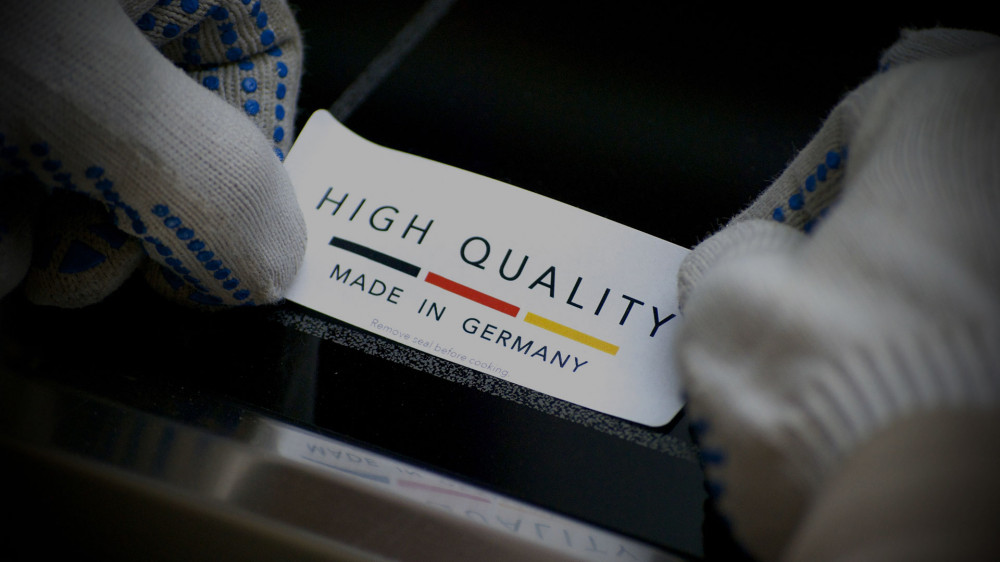 HIGH QUALITY
MADE IN GERMANY
Remove seal before cooking.